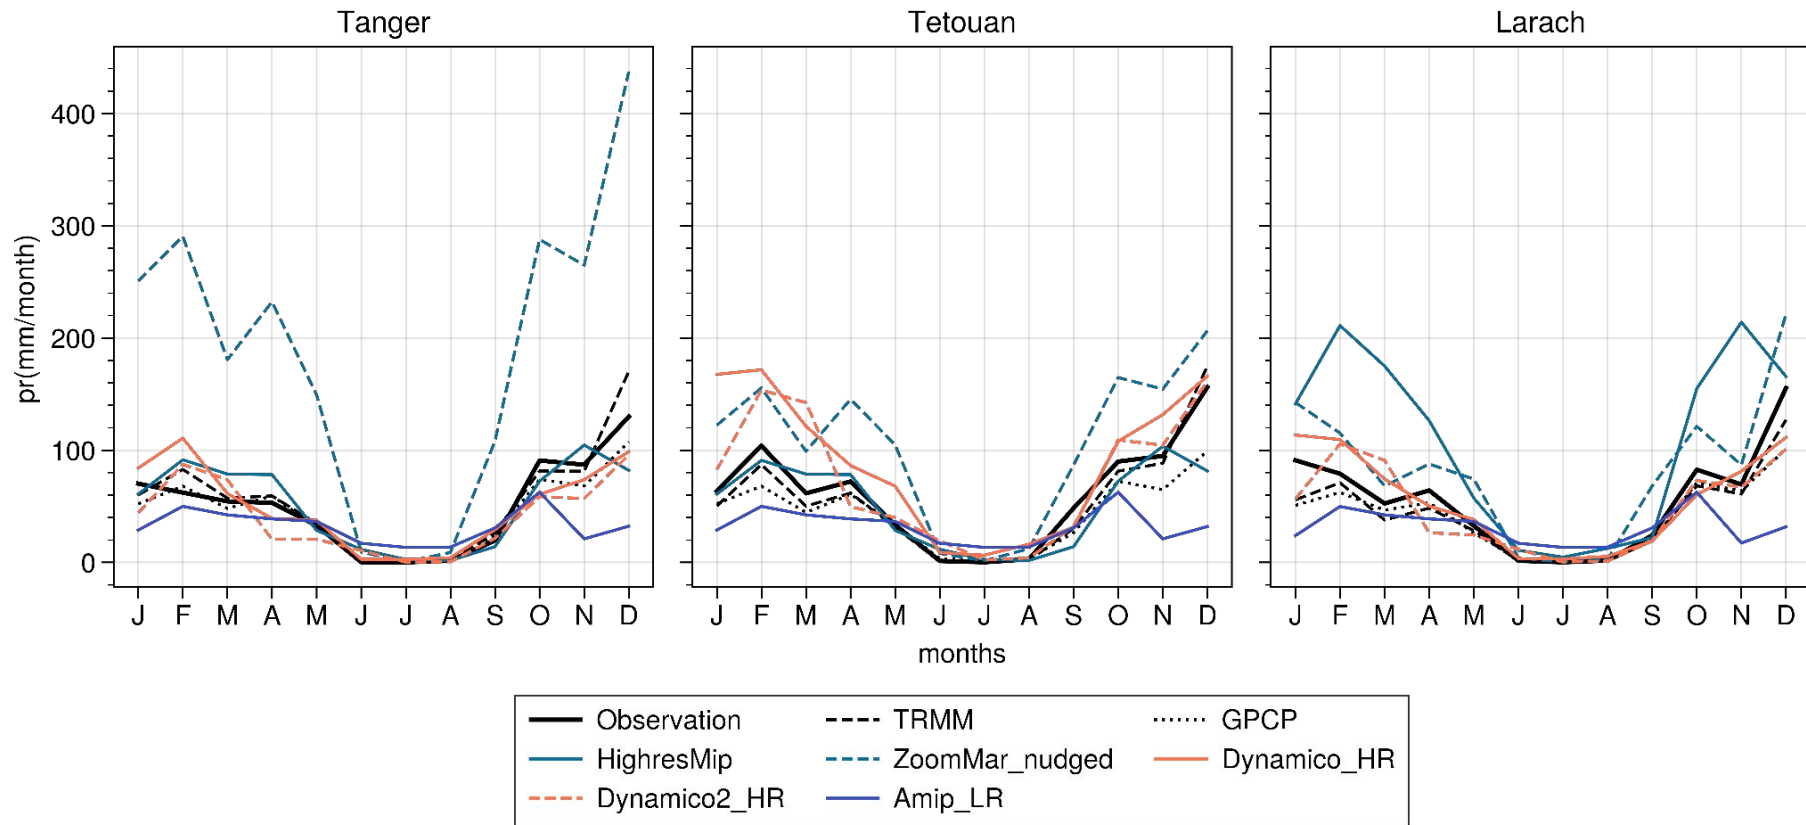 Tanger Tetouan Larach
400
300
200
100
0
pr(mm/month)
J F M A M J J A S O N D J F M A M J J A S O N D J F M A M J J A S O N D
months
Observation TRMM GPCP
HighresMip ZoomMar_nudged Dynamico_HR
Dynamico2_HR Amip_LR